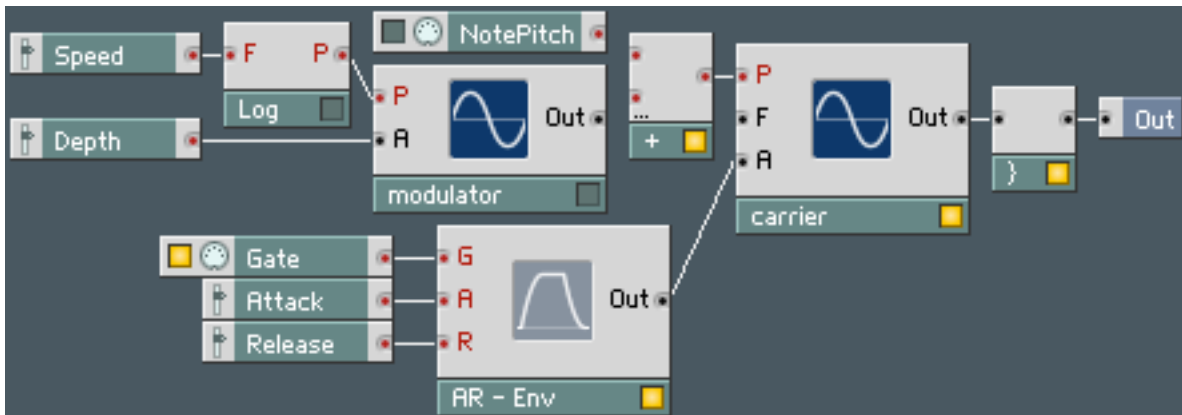 Speed
F P
Log
Depth
NotePitch
P
A
Out
modulator
...
+
P
F
A
Out
carrier
}
Out
Gate
Attack
Release
G
A
R
Out
AR - Env